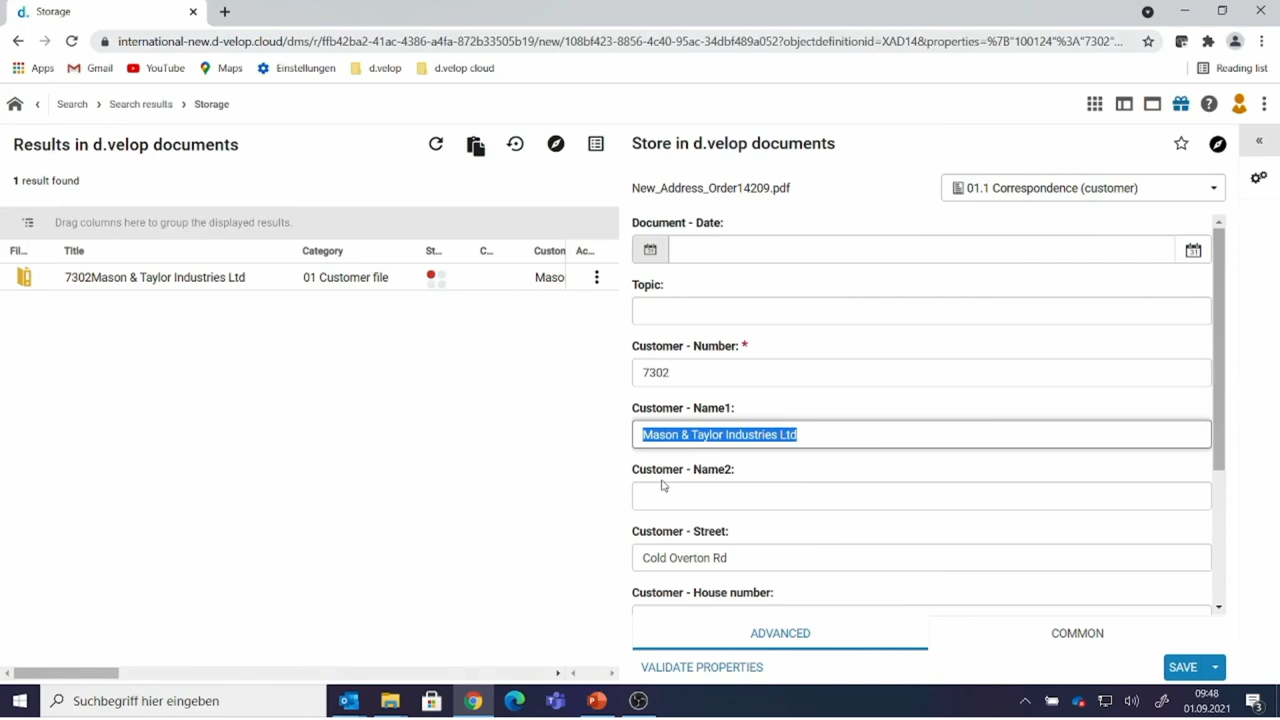 d. Storage
international-new.d-velop.cloud/dms/r/ffb42ba2-41ac-4386-a4fa-872b33505b19/new/108bf423-8856-4c40-95ac-34dbf489a052?objectdefinitionid=XAD14&properties=%7B"100124"%3A"7302"...
Apps Gmail YouTube Maps Einstellungen d.velop d.velop cloud Reading list
Search Search results Storage
Results in d.velop documents
1 result found
Drag columns here to group the displayed results.
Fil... Title Category St... C... Custon Ac...
7302Mason & Taylor Industries Ltd 01 Customer file Maso
Store in d.velop documents
New_Address_Order14209.pdf 01.1 Correspondence (customer)
Document - Date:
31
Topic:
Customer - Number: *
7302
Customer - Name1:
Mason & Taylor Industries Ltd
Customer - Name2:
Customer - Street:
Cold Overton Rd
Customer - House number:
ADVANCED COMMON
VALIDATE PROPERTIES SAVE
Suchbegriff hier eingeben
09:48
01.09.2021
3